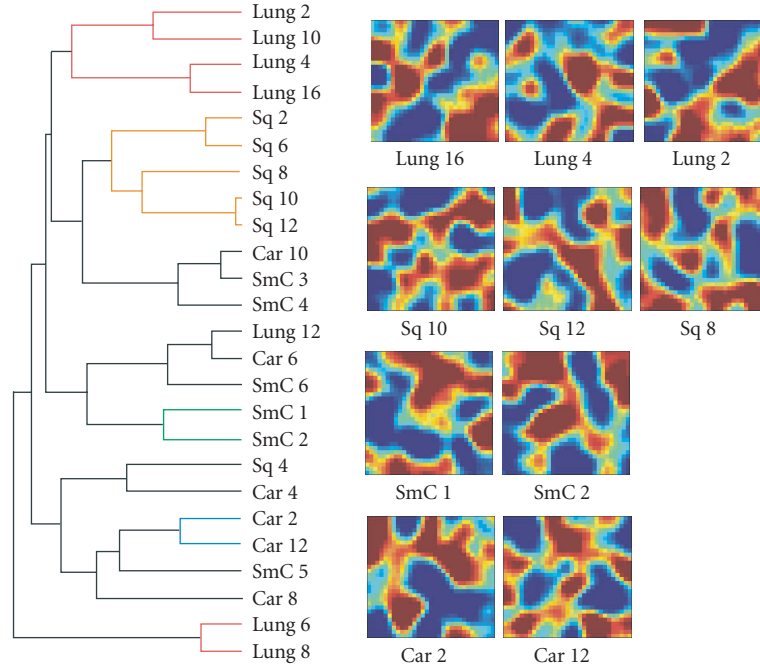 Lung 2
Lung 10
Lung 4
Lung 16
Sq 2
Sq 6
Sq 8
Sq 10
Sq 12
Car 10
SmC 3
SmC 4
Lung 12
Car 6
SmC 6
SmC 1
SmC 2
Sq 4
Car 4
Car 2
Car 12
SmC 5
Car 8
Lung 6
Lung 8
Lung 16 Lung 4 Lung 2
Sq 10 Sq 12 Sq 8
SmC 1 SmC 2
Car 2 Car 12